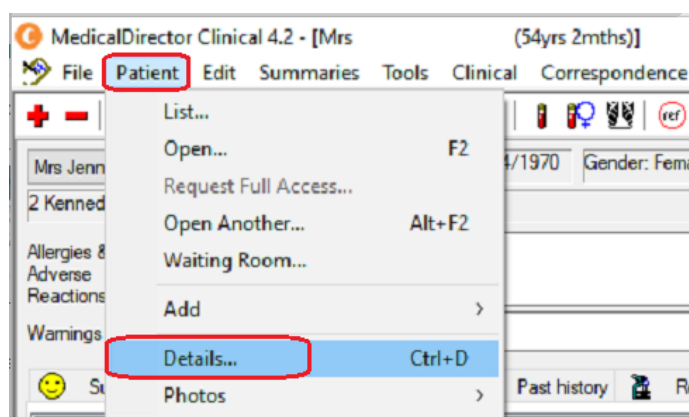 MedicalDirector Clinical 4.2 - [Mrs (54yrs 2mths)]
File Patient Edit Summaries Tools Clinical Correspondence
List...
Open... F2
Request Full Access...
Open Another... Alt+F2
Waiting Room...
Add >
Details... Ctrl+D
Photos >
ref
Mrs Jenn
/1970 Gender: Fema
2 Kenned
Allergies &
Adverse
Reactions
Warnings
Past history